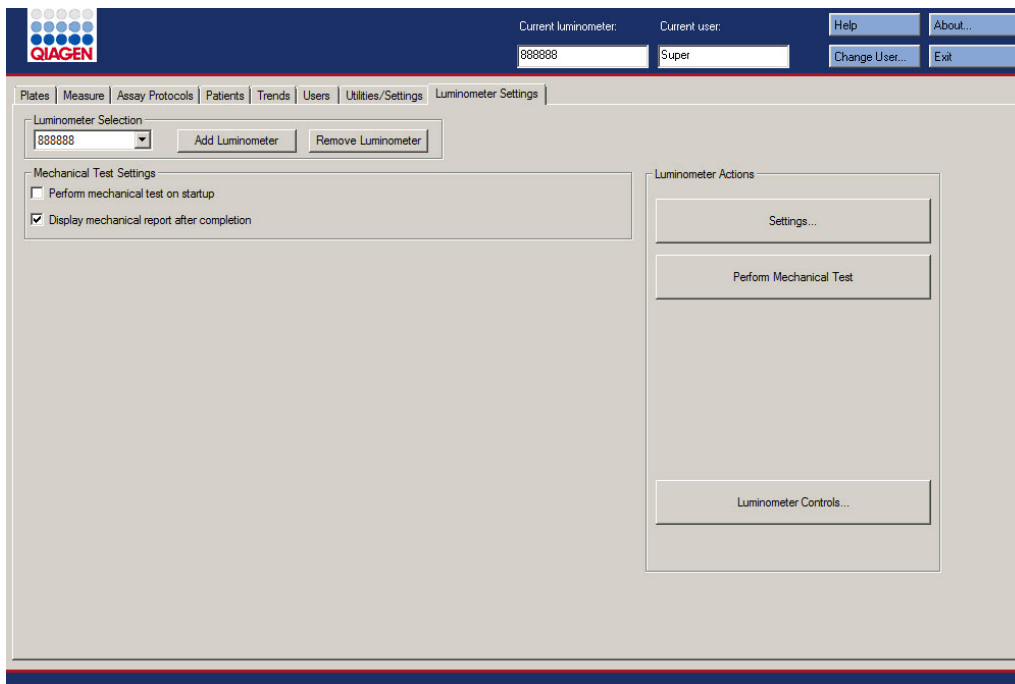 QIAGEN
Current luminometer:
Current user:
888888
Super
Help
About...
Change User...
Exit
Plates
Measure
Assay Protocols
Patients
Trends
Users
Utilities/Settings
Luminometer Settings
Luminometer Selection
888888
Add Luminometer
Remove Luminometer
Mechanical Test Settings
Perform mechanical test on startup
Display mechanical report after completion
Luminometer Actions
Settings...
Perform Mechanical Test
Luminometer Controls...